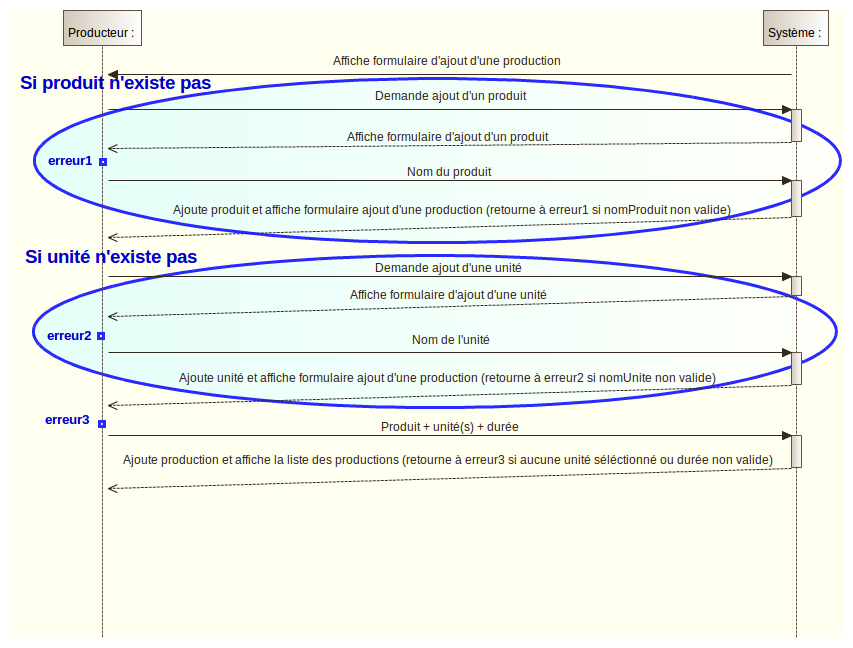 Producteur :
Système :
Affiche formulaire d'ajout d'une production
Si produit n'existe pas
Demande ajout d'un produit
Affiche formulaire d'ajout d'un produit
erreur1
Nom du produit
Ajoute produit et affiche formulaire ajout d'une production (retourne à erreur1 si nomProduit non valide)
Si unité n'existe pas
Demande ajout d'une unité
Affiche formulaire d'ajout d'une unité
erreur2
Nom de l'unité
Ajoute unité et affiche formulaire ajout d'une production (retourne à erreur2 si nomUnite non valide)
erreur3
Produit + unité(s) + durée
Ajoute production et affiche la liste des productions (retourne à erreur3 si aucune unité séléctionné ou durée non valide)